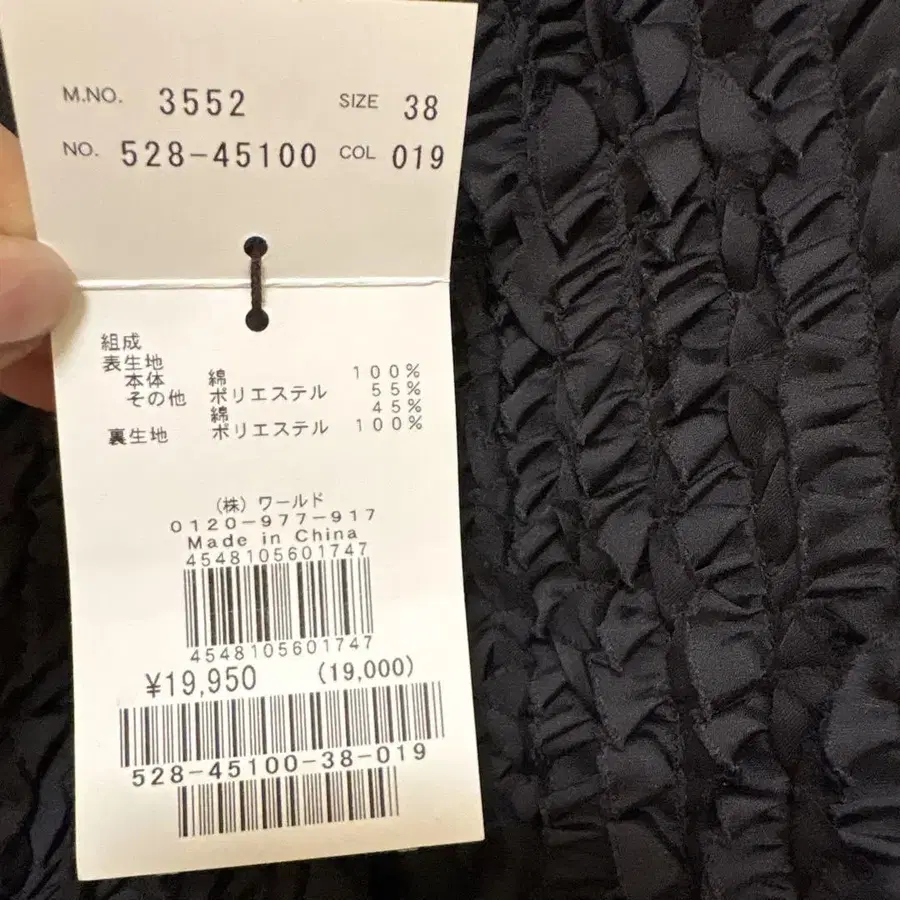 M.NO. 3552 SIZE 38
NO. 528-45100 COL 019
組成
表生地
本体 綿 100%
その他 ポリエステル 55%
綿 45%
裏生地 ポリエステル 100%
(株) ワールド
0120-977-917
Made in China
4548105601747
4548105601747
¥19,950 (19,000)
528-45100-38-019